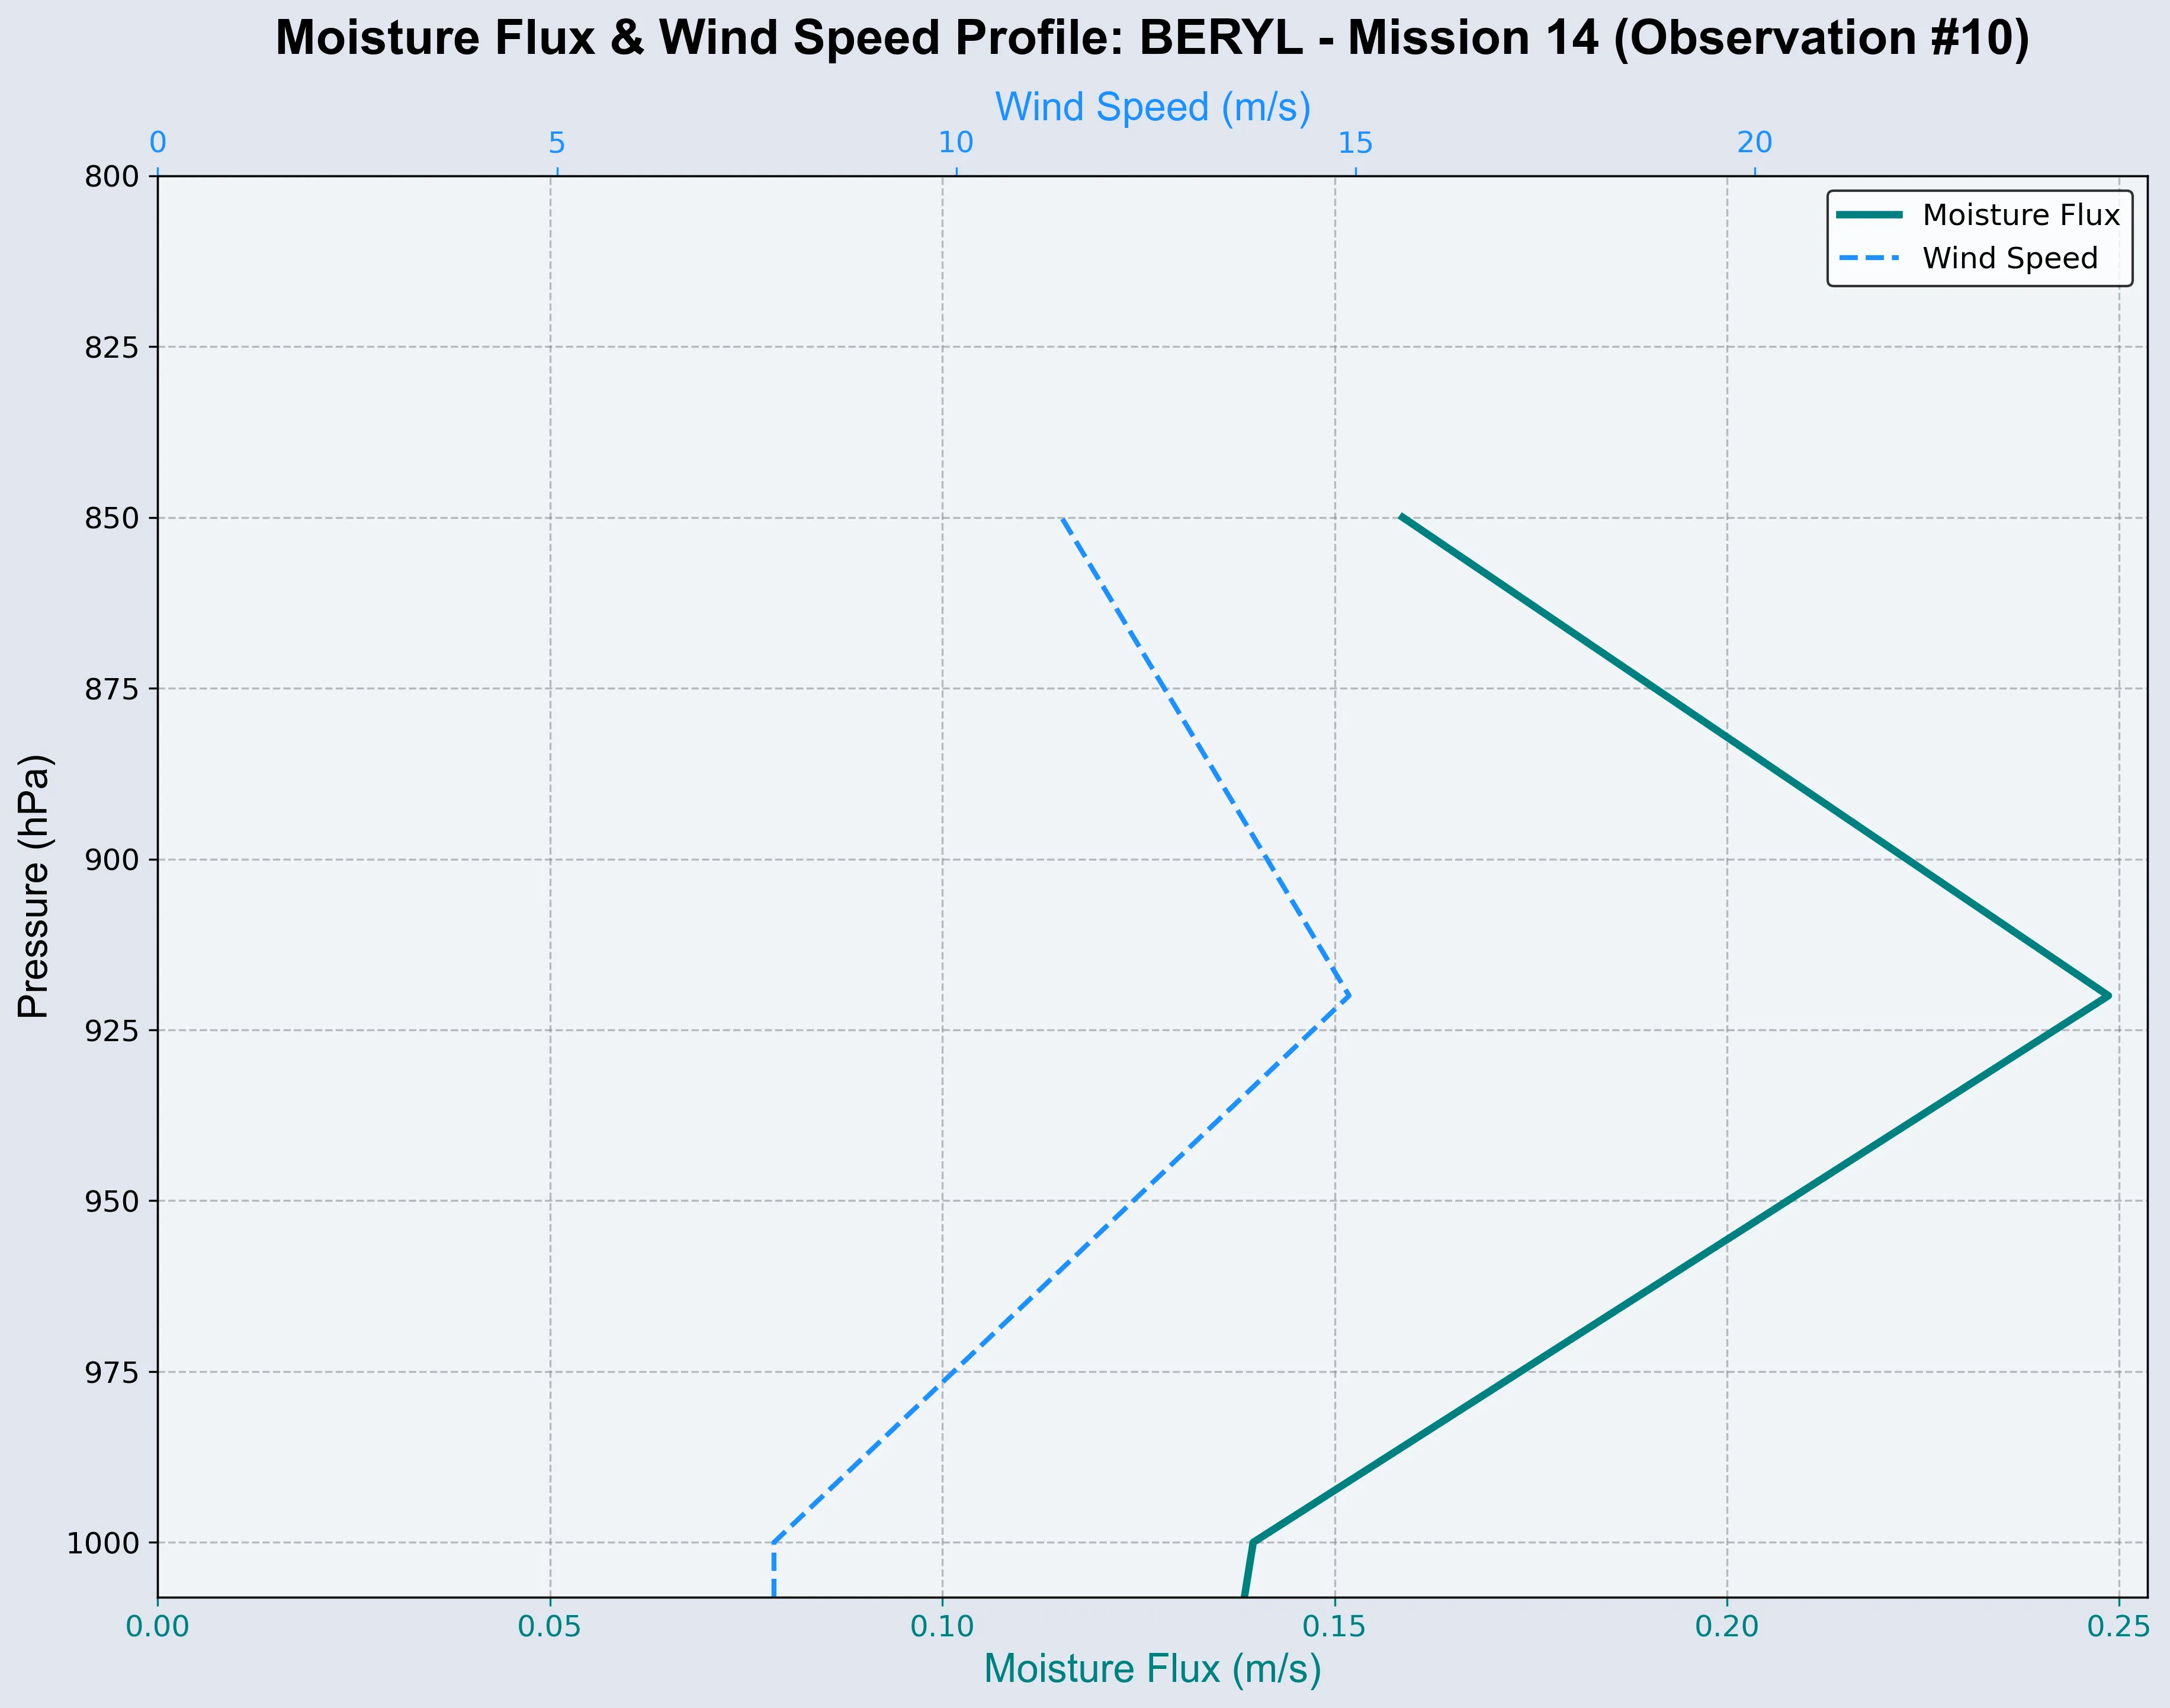 Moisture Flux & Wind Speed Profile: BERYL - Mission 14 (Observation #10)
Wind Speed (m/s)
0 5 10 15 20
Moisture Flux
Wind Speed
Pressure (hPa)
800
825
850
875
900
925
950
975
1000
0.00 0.05 0.10 0.15 0.20 0.25
Moisture Flux (m/s)